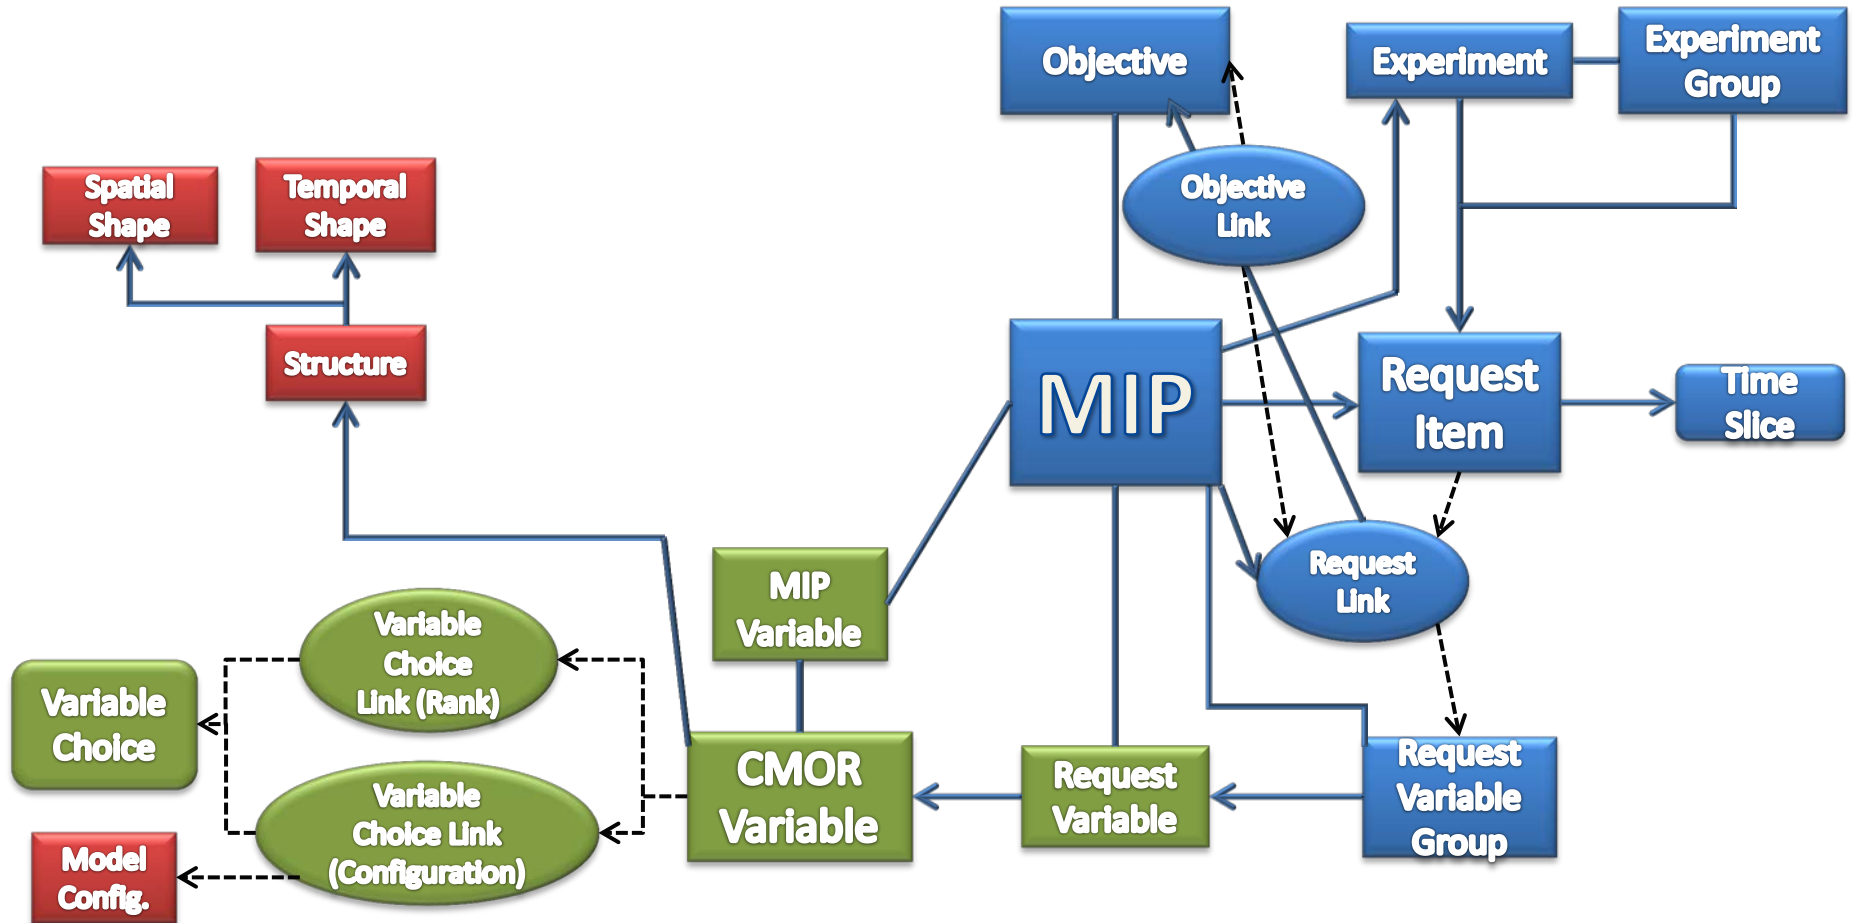 Objective
Experiment
Experiment
Group
Spatial
Shape
Temporal
Shape
Objective
Link
Structure
MIP
Request
Item
Time
Slice
MIP
Variable
Request
Link
Variable
Choice
Link (Rank)
Variable
Choice
CMOR
Variable
Request
Variable
Request
Variable
Group
Variable
Choice Link
(Configuration)
Model
Config.